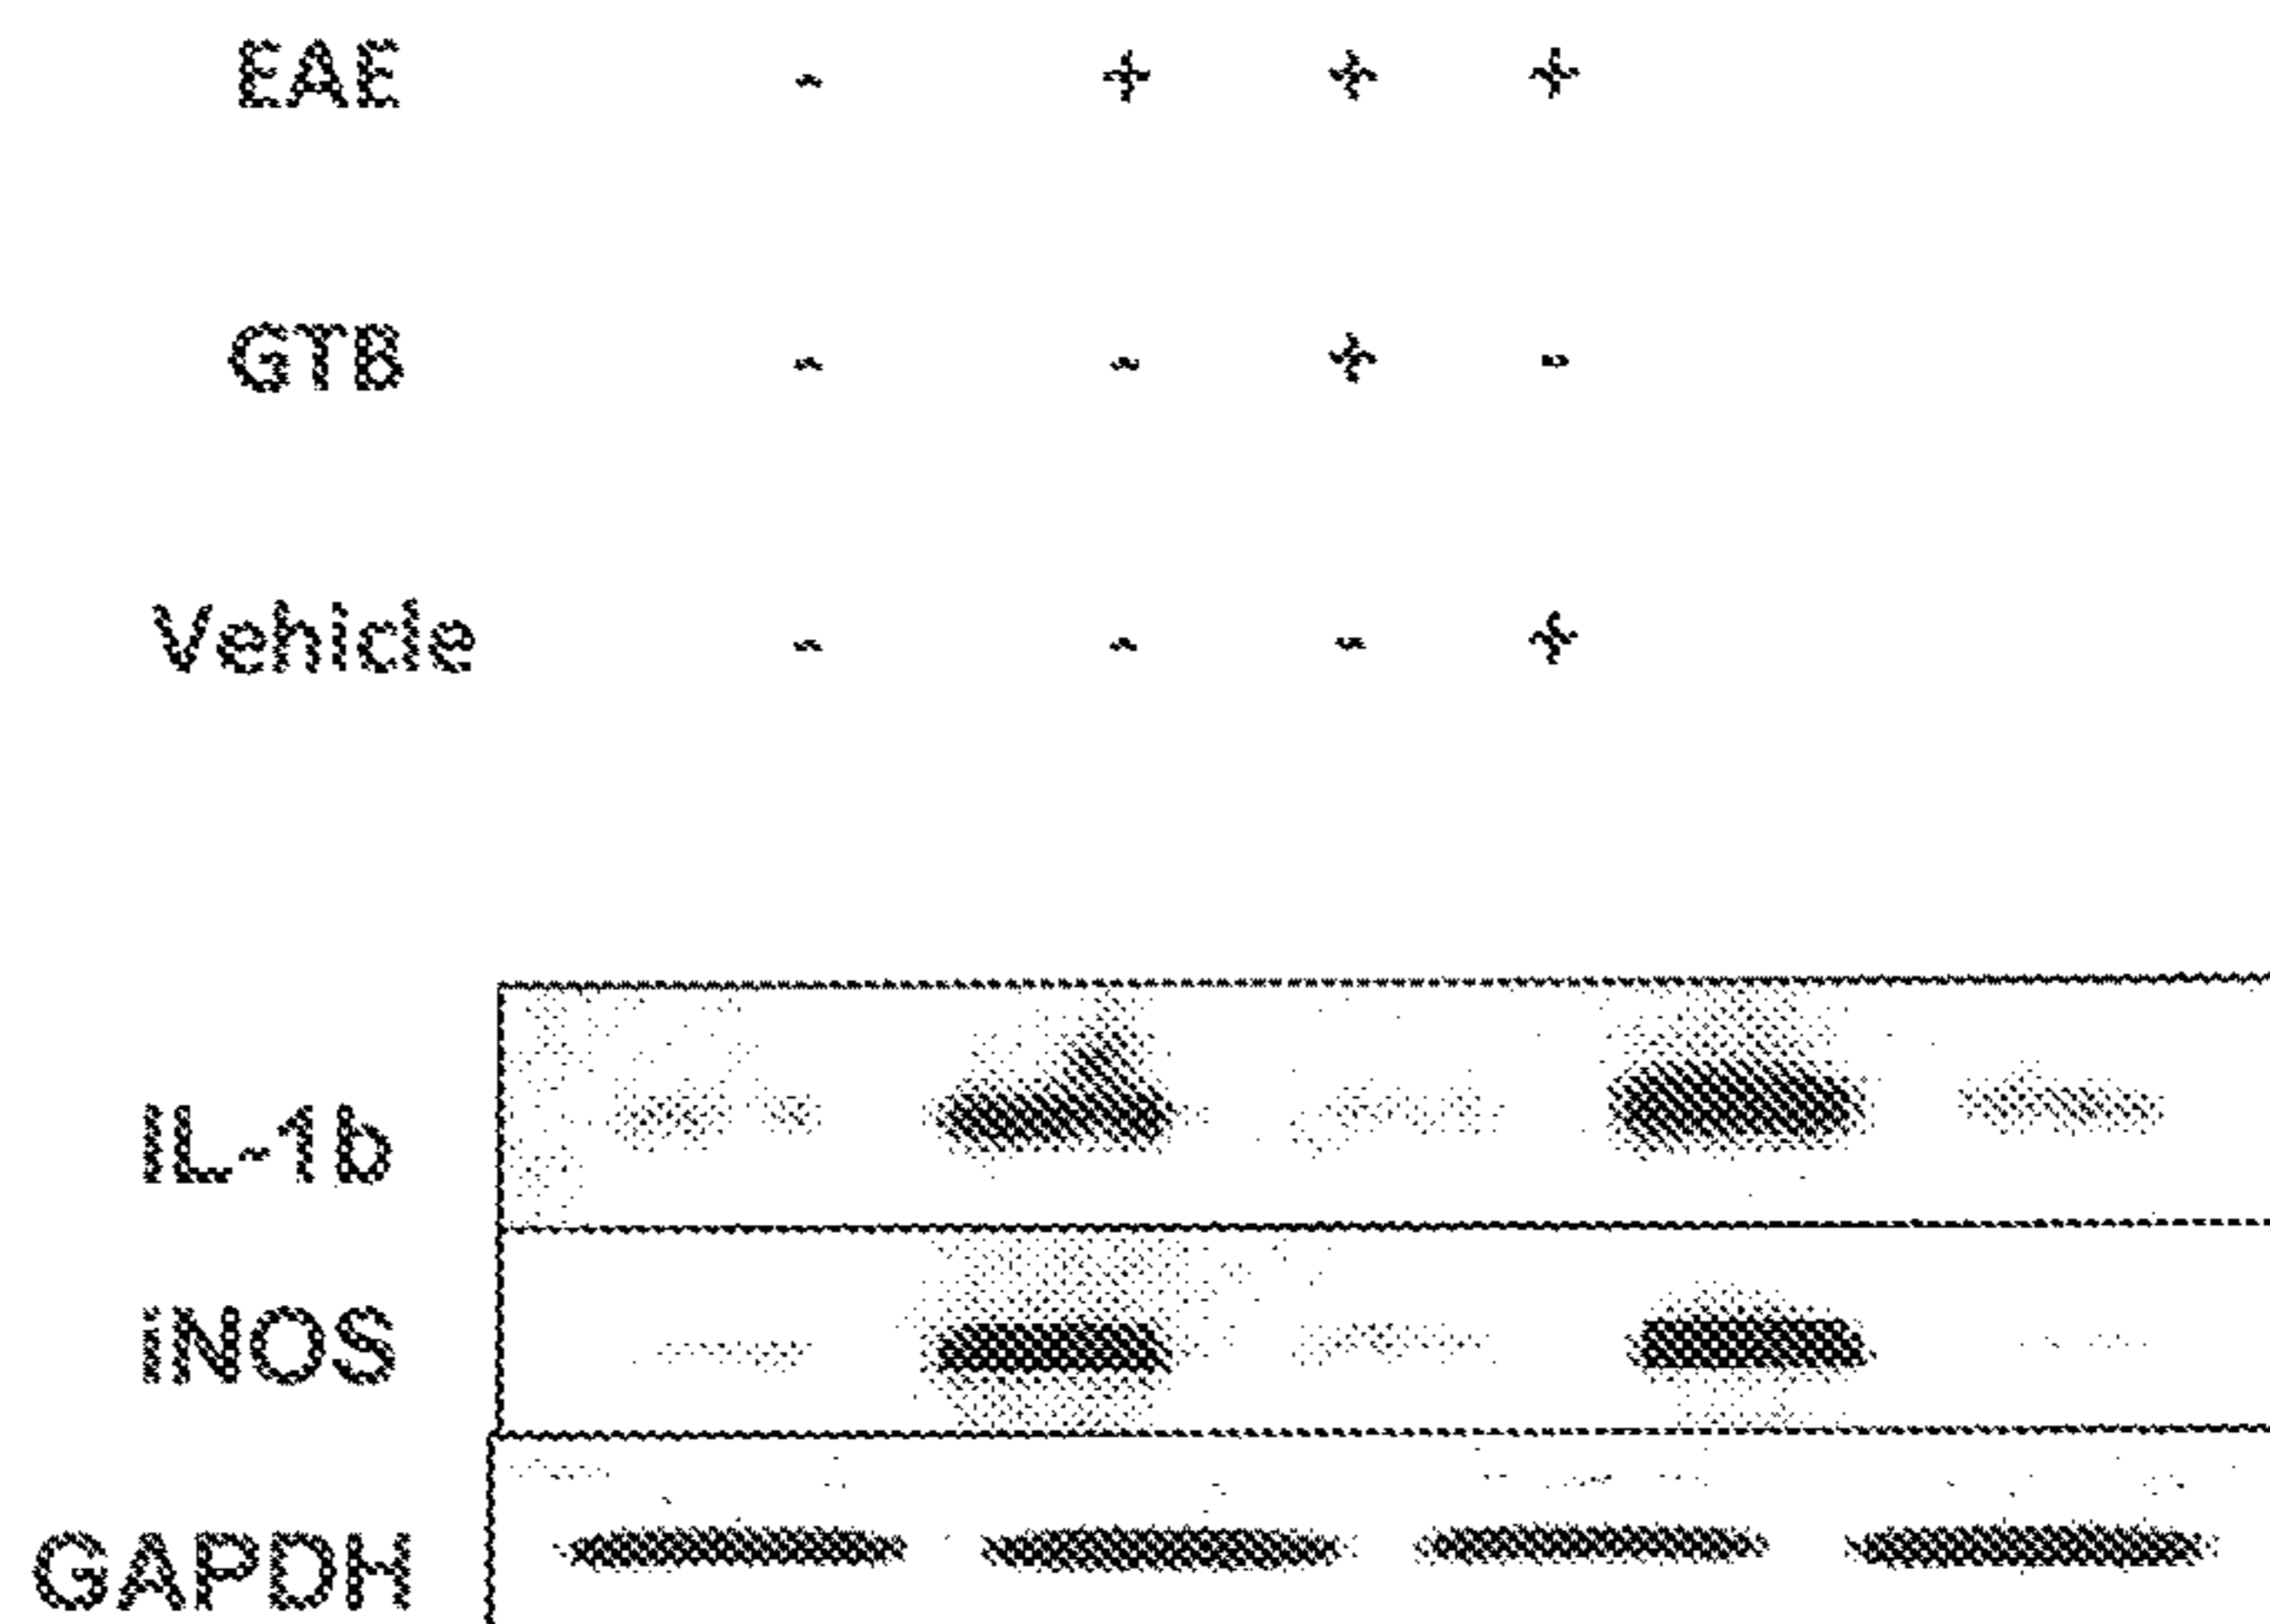 EAE - + + +
GTB - - + -
Vehicle - - - +
IL-1b
iNOS
GAPDH